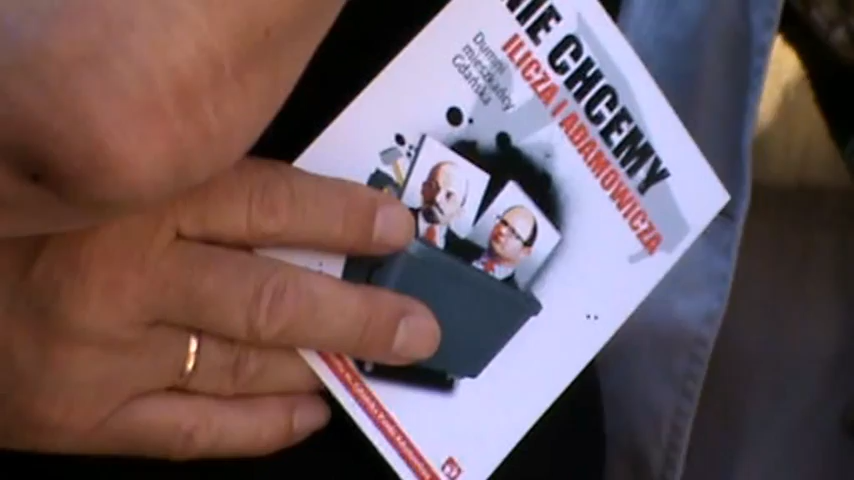 NIE CHCEMY
ILICZA I ADAMOWICZA
Dumni
mieszkańcy
Gdańska